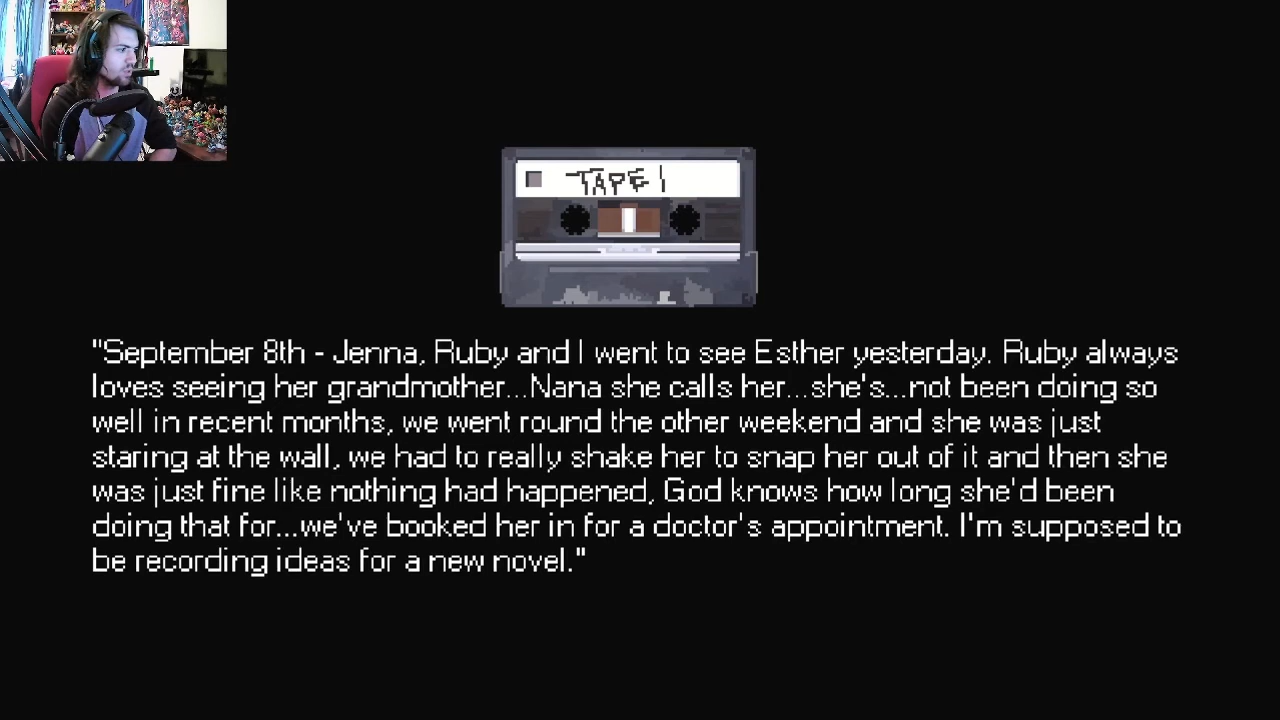 TAPE 1
"September 8th - Jenna, Ruby and I went to see Esther yesterday. Ruby always
loves seeing her grandmother...Nana she calls her...she's...not been doing so
well in recent months, we went round the other weekend and she was just
staring at the wall, we had to really shake her to snap her out of it and then she
was just fine like nothing had happened, God knows how long she'd been
doing that for...we've booked her in for a doctor's appointment. I'm supposed to
be recording ideas for a new novel."